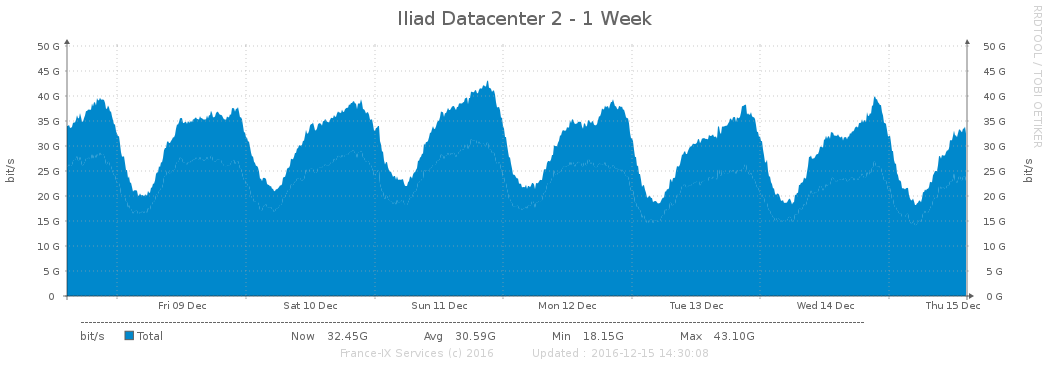 Iliad Datacenter 2 - 1 Week
RRDTOOL / TOBI OETIKER
50 G 50 G
45 G 45 G
40 G 40 G
35 G 35 G
30 G 30 G
25 G 25 G
20 G 20 G
15 G 15 G
10 G 10 G
5 G 5 G
0 0 G
bit/s bit/s
Fri 09 Dec Sat 10 Dec Sun 11 Dec Mon 12 Dec Tue 13 Dec Wed 14 Dec Thu 15 Dec
bit/s Total Now 32.45G Avg 30.59G Min 18.15G Max 43.10G
France-IX Services (c) 2016 Updated : 2016-12-15 14:30:08